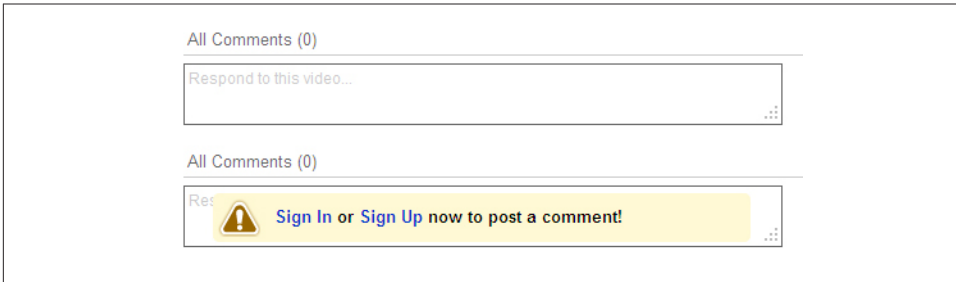 All Comments (0)
Respond to this video...
All Comments (0)
Res
Sign In or Sign Up now to post a comment!